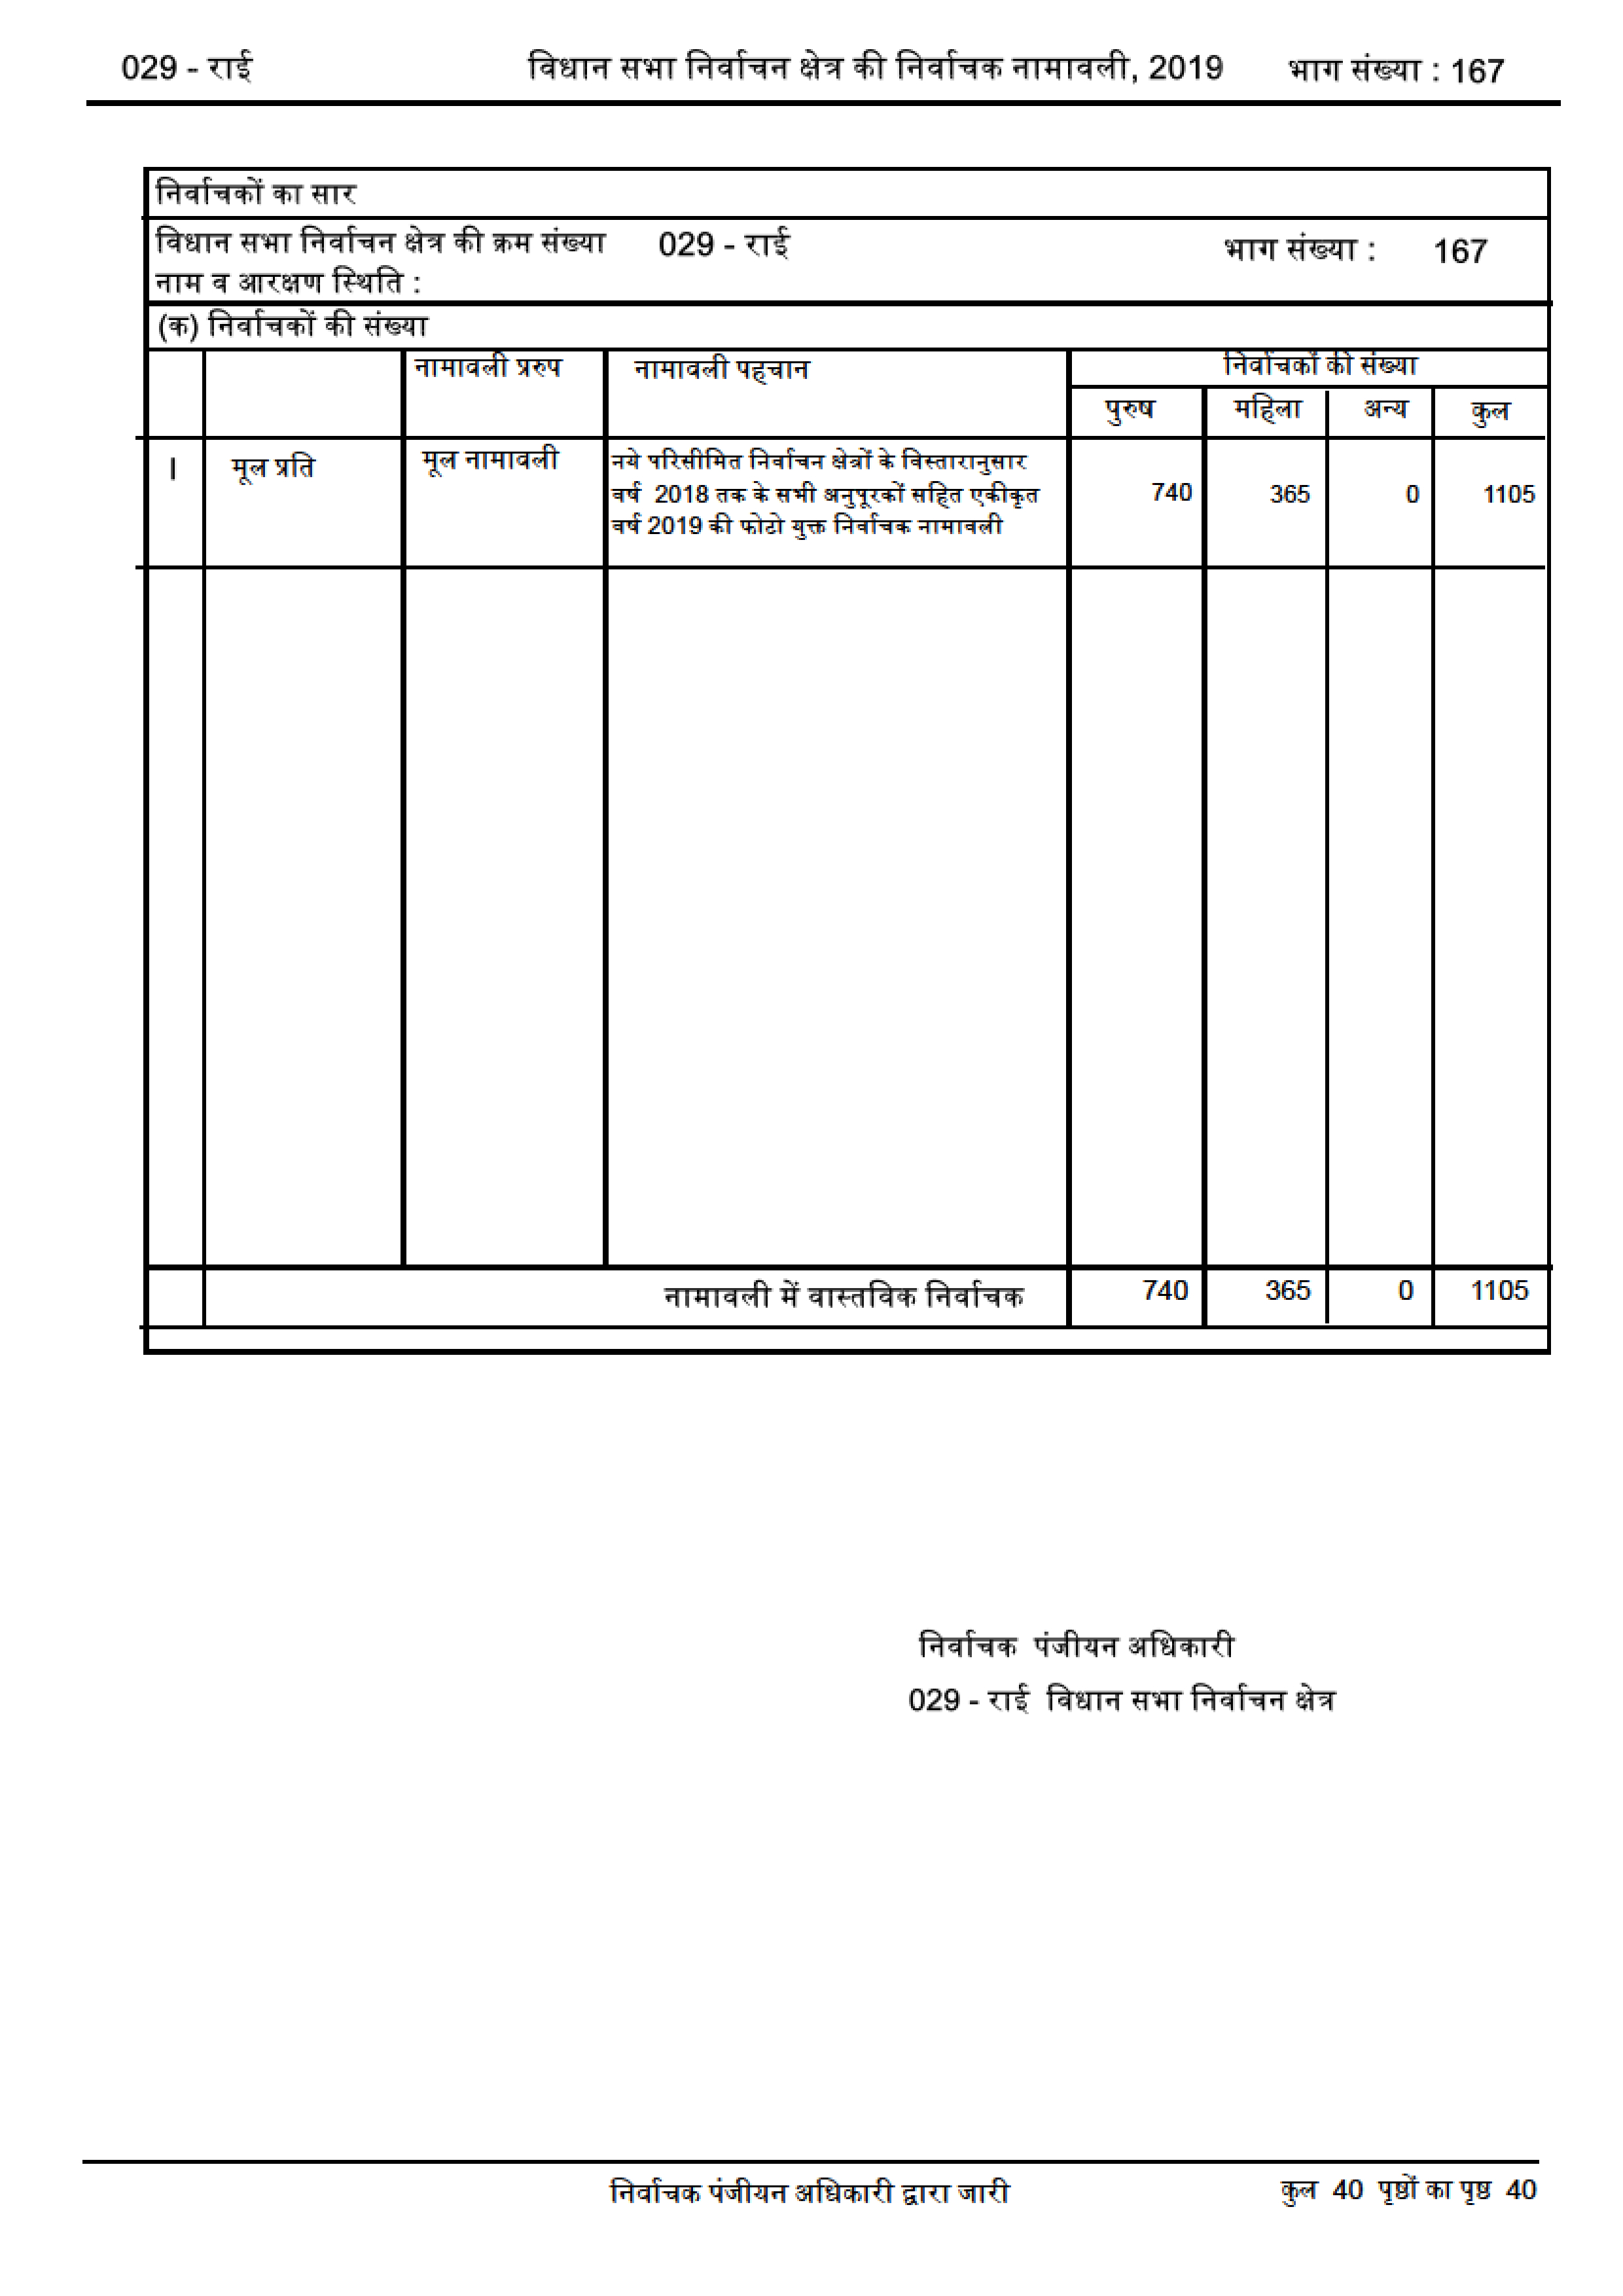 029 - राई विधान सभा निर्वाचन क्षेत्र की निर्वाचक नामावली, 2019 भाग संख्या : 167
निर्वाचकों का सार
विधान सभा निर्वाचन क्षेत्र की क्रम संख्या 029 - राई भाग संख्या : 167
नाम व आरक्षण स्थिति :
(क) निर्वाचकों की संख्या
नामावली प्ररुप नामावली पहचान निर्वाचकों की संख्या
पुरुष महिला अन्य कुल
I मूल प्रति मूल नामावली नये परिसीमित निर्वाचन क्षेत्रों के विस्तारानुसार
वर्ष 2018 तक के सभी अनुपूरकों सहित एकीकृत 740 365 0 1105
वर्ष 2019 की फोटो युक्त निर्वाचक नामावली
नामावली में वास्तविक निर्वाचक 740 365 0 1105
निर्वाचक पंजीयन अधिकारी
029 - राई विधान सभा निर्वाचन क्षेत्र
निर्वाचक पंजीयन अधिकारी द्वारा जारी कुल 40 पृष्ठों का पृष्ठ 40